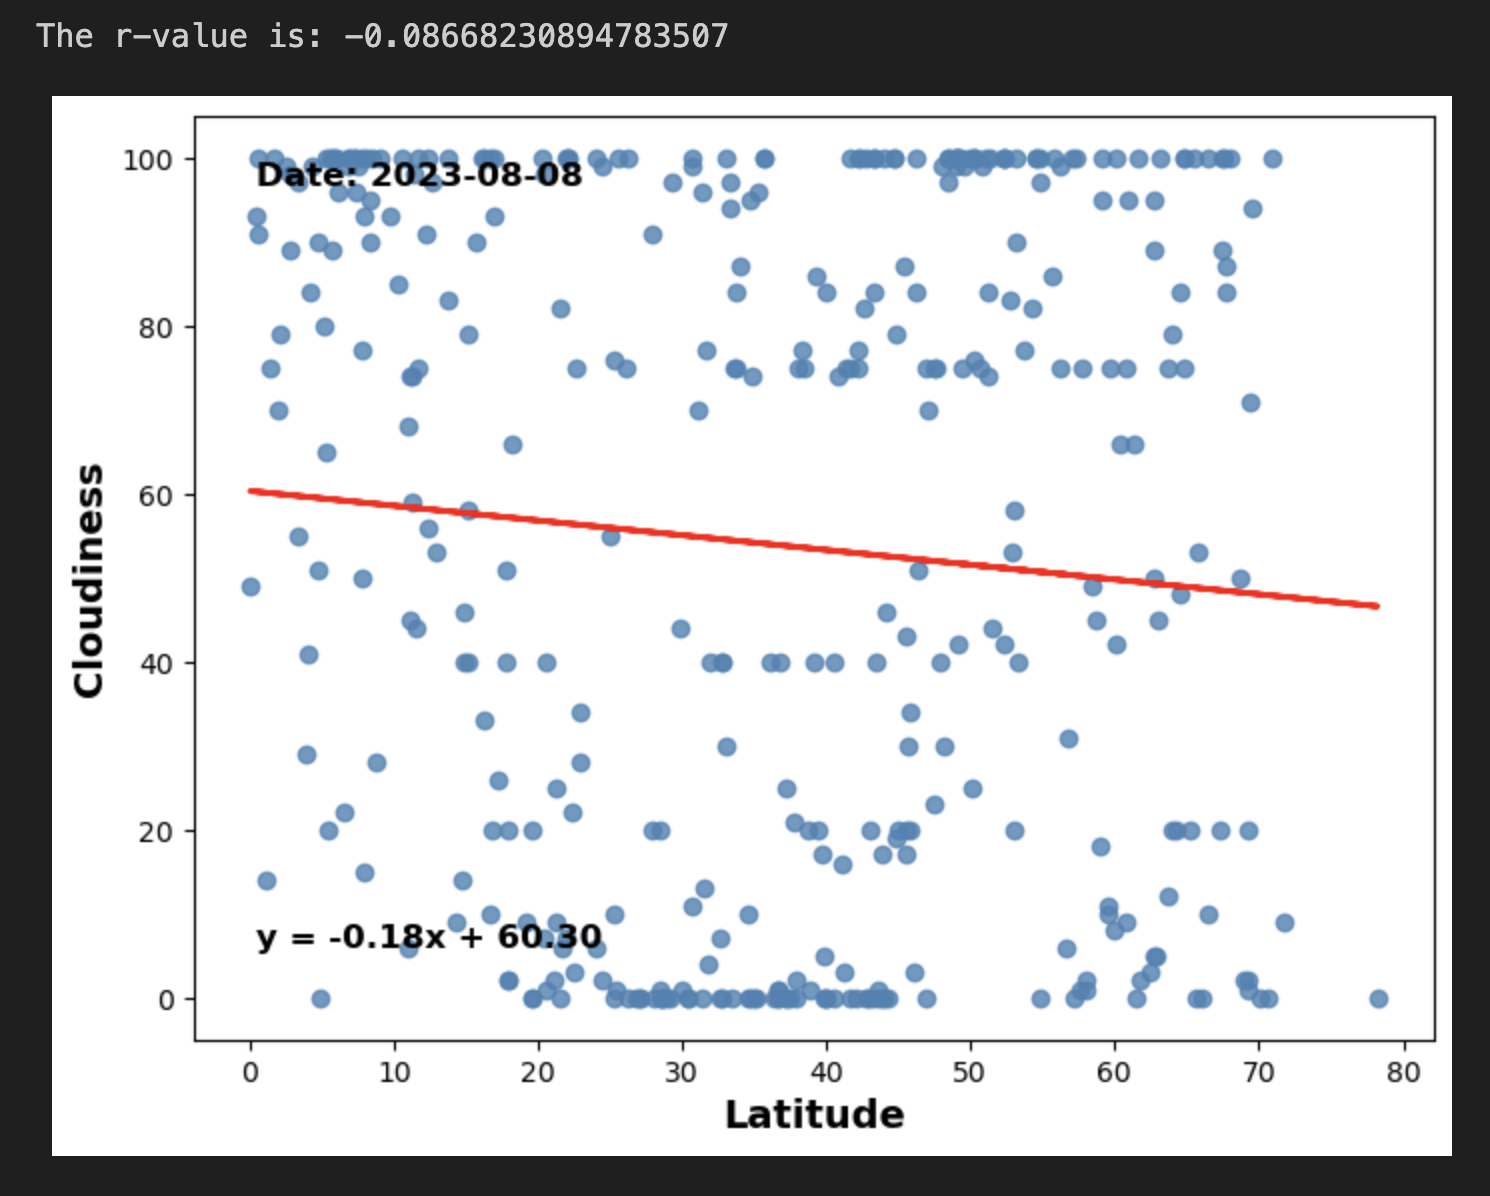 The r-value is: -0.08668230894783507
100
Date: 2023-08-08
80
60
Cloudiness
40
20
y = -0.18x + 60.30
0
0 10 20 30 40 50 60 70 80
Latitude